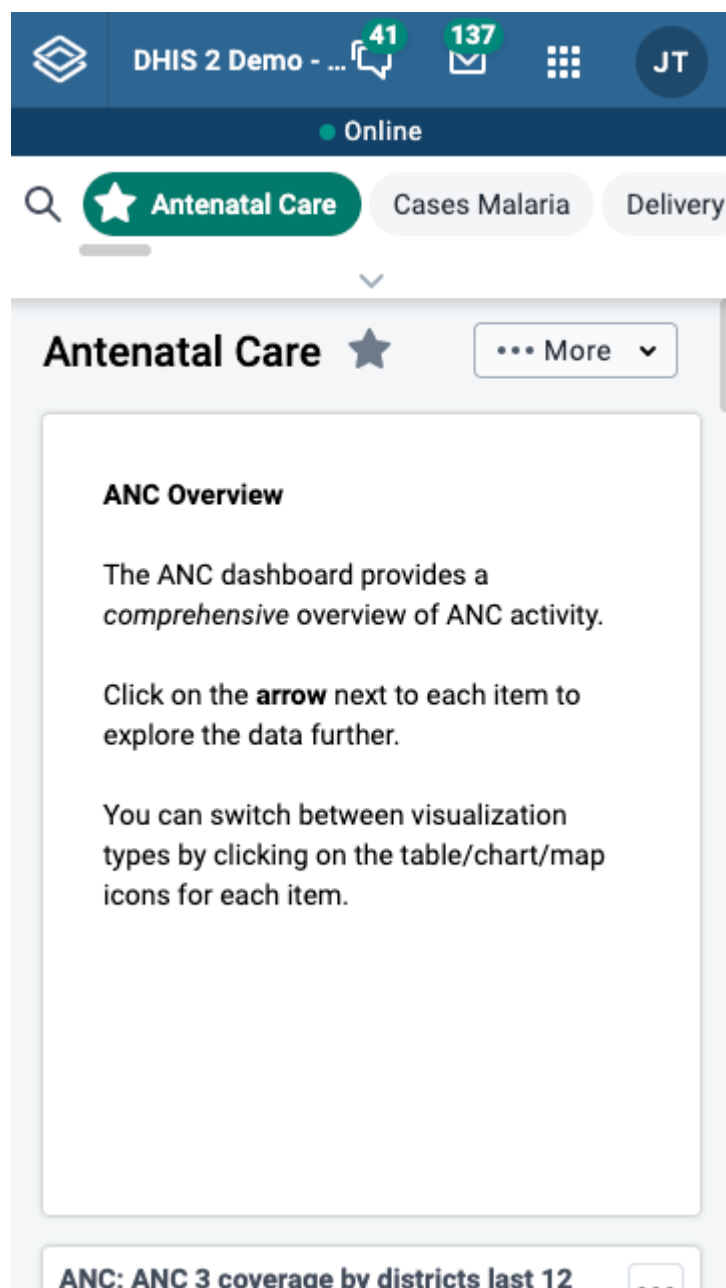 DHIS 2 Demo - ...
41
137
JT
Online
Antenatal Care
Cases Malaria
Delivery
Antenatal Care
More
ANC Overview
The ANC dashboard provides a
comprehensive overview of ANC activity.
Click on the arrow next to each item to
explore the data further.
You can switch between visualization
types by clicking on the table/chart/map
icons for each item.
ANC: ANC 3 coverage by districts last 12